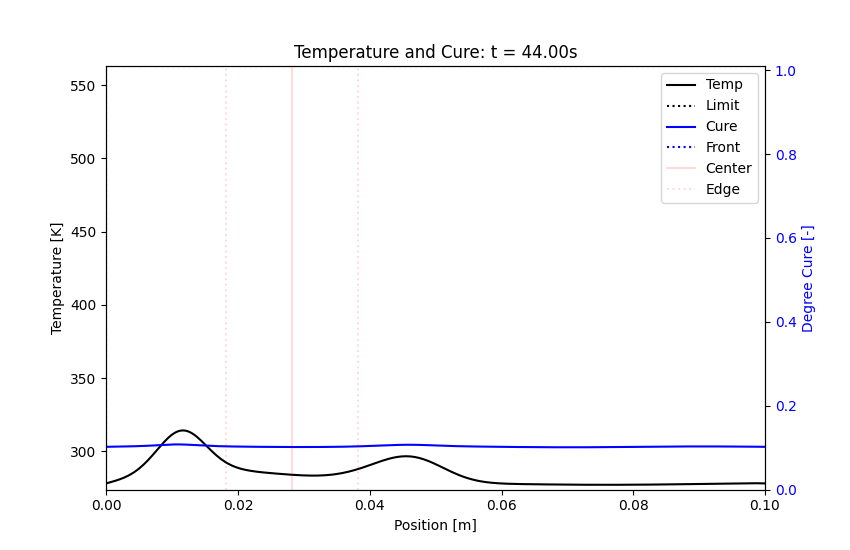 Temperature and Cure: t = 44.00s
550
500
450
400
350
300
Temperature [K]
1.0
0.8
0.6
0.4
0.2
0.0
Degree Cure [-]
Temp
Limit
Cure
Front
Center
Edge
0.00
0.02
0.04
0.06
0.08
0.10
Position [m]